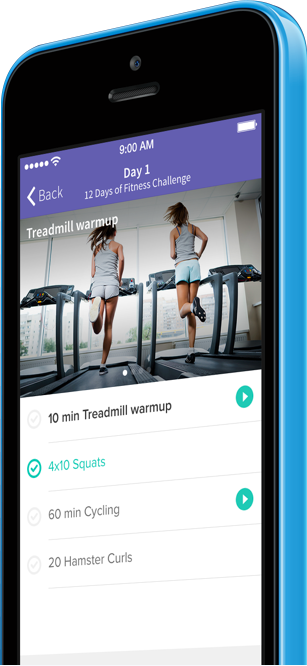 9:00 AM
Day 1
Back
12 Days of Fitness Challenge
Treadmill warmup
10 min Treadmill warmup
4x10 Squats
60 min Cycling
20 Hamster Curls